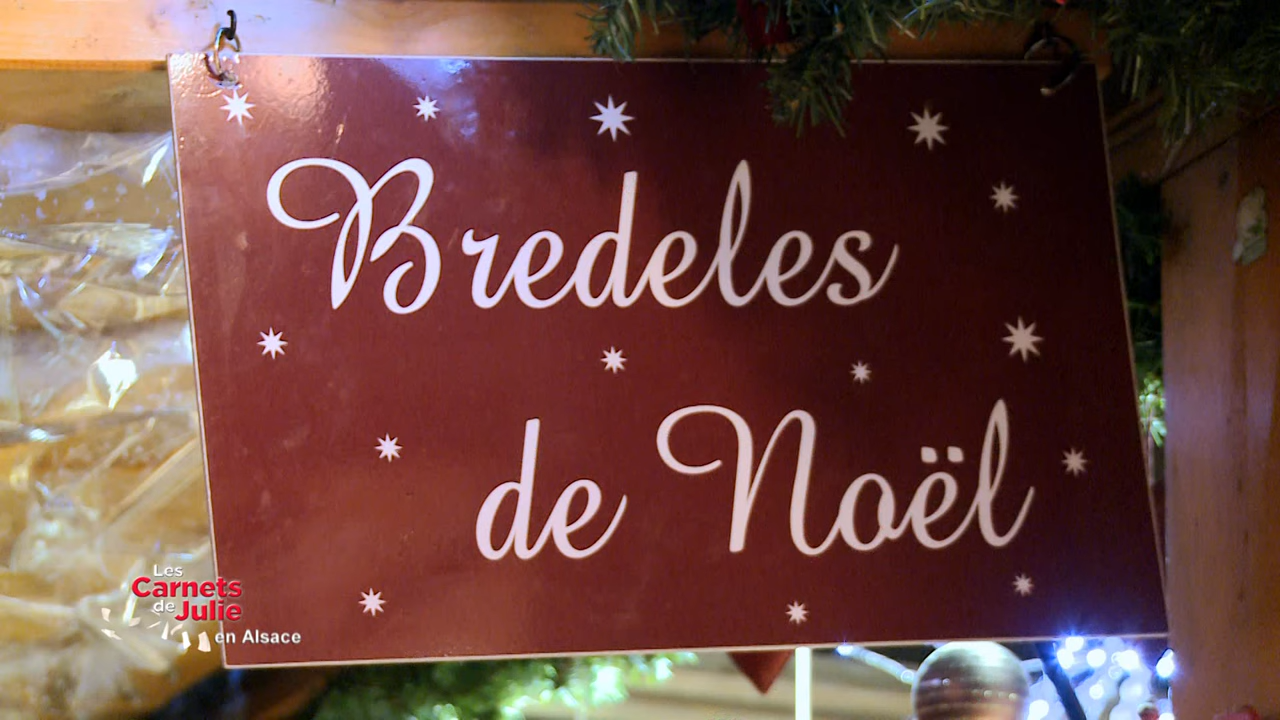 Bredeles
de Noël
Les
Carnets
de Julie
en Alsace